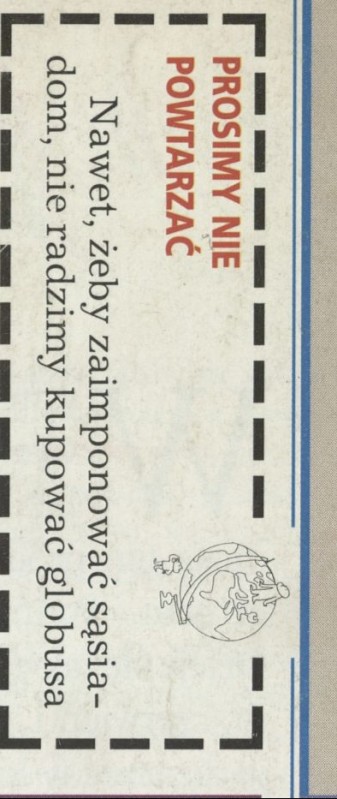 PROSIMY NIE
POWTARZAĆ
Nawet, żeby zaimponować sąsia-
dom, nie radzimy kupować globusa